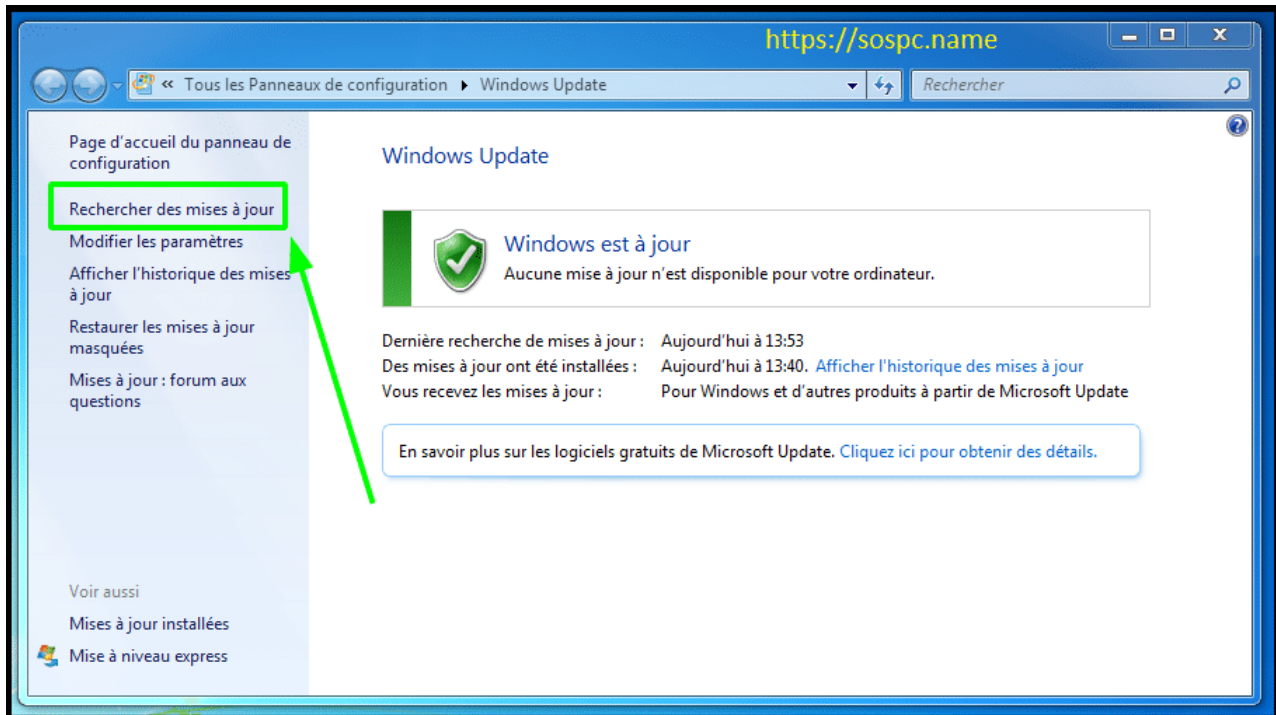 https://sospc.name
« Tous les Panneaux de configuration Windows Update
Rechercher
Page d'accueil du panneau de
configuration
Rechercher des mises à jour
Modifier les paramètres
Afficher l'historique des mises
à jour
Restaurer les mises à jour
masquées
Mises à jour : forum aux
questions
Voir aussi
Mises à jour installées
Mise à niveau express
Windows Update
Windows est à jour
Aucune mise à jour n'est disponible pour votre ordinateur.
Dernière recherche de mises à jour : Aujourd'hui à 13:53
Des mises à jour ont été installées : Aujourd'hui à 13:40. Afficher l'historique des mises à jour
Vous recevez les mises à jour : Pour Windows et d'autres produits à partir de Microsoft Update
En savoir plus sur les logiciels gratuits de Microsoft Update. Cliquez ici pour obtenir des détails.